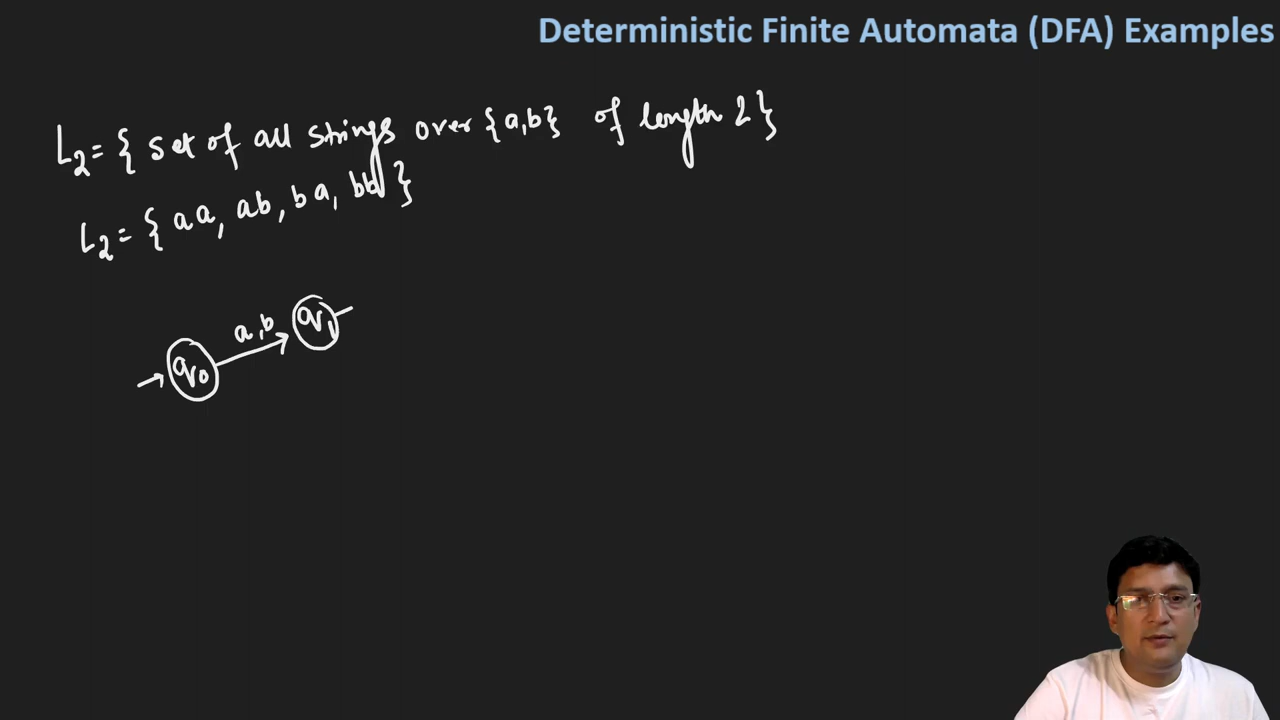 Deterministic Finite Automata (DFA) Examples
L2 = { set of all strings over {a,b} of length 2}
L2 = { aa, ab, ba, bb }
a,b
q0
q1